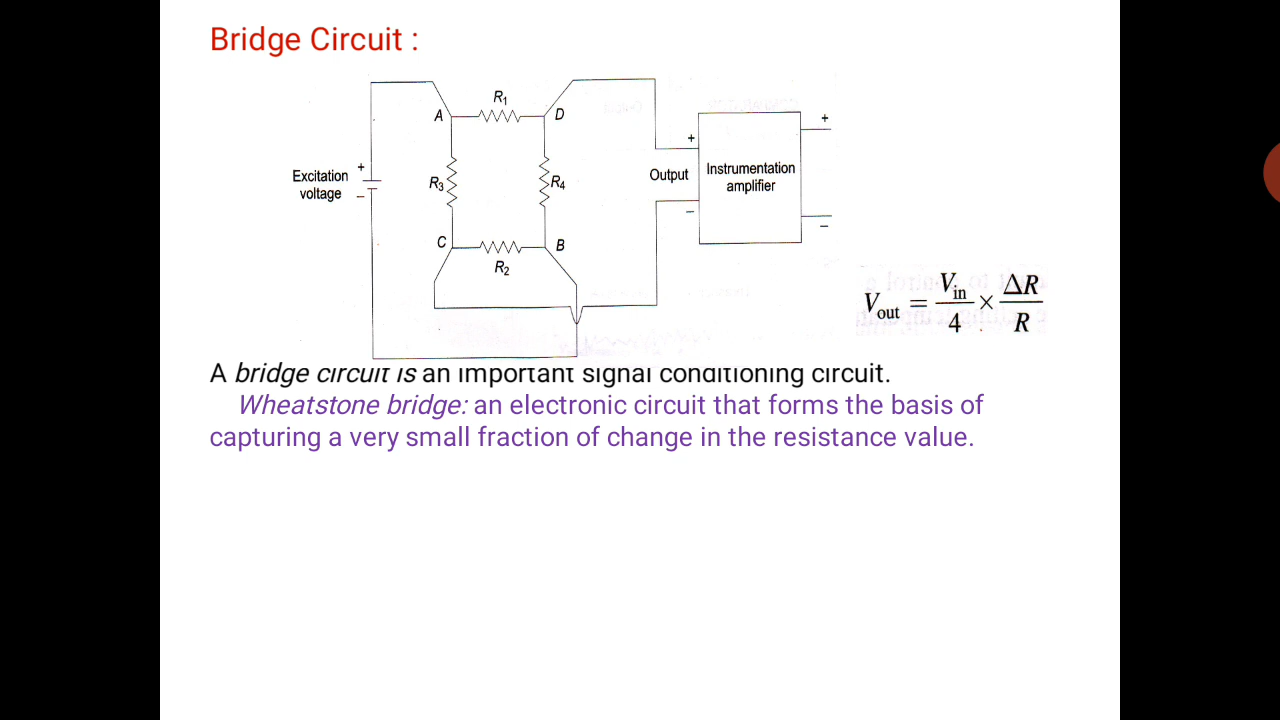 Bridge Circuit :
R1
A
D
+
+
Excitation
voltage
+
−
R3
R4
Output
Instrumentation
amplifier
−
−
C
B
R2
Vout = Vin/4 × ΔR/R
A bridge circuit is an important signal conditioning circuit.
Wheatstone bridge: an electronic circuit that forms the basis of
capturing a very small fraction of change in the resistance value.